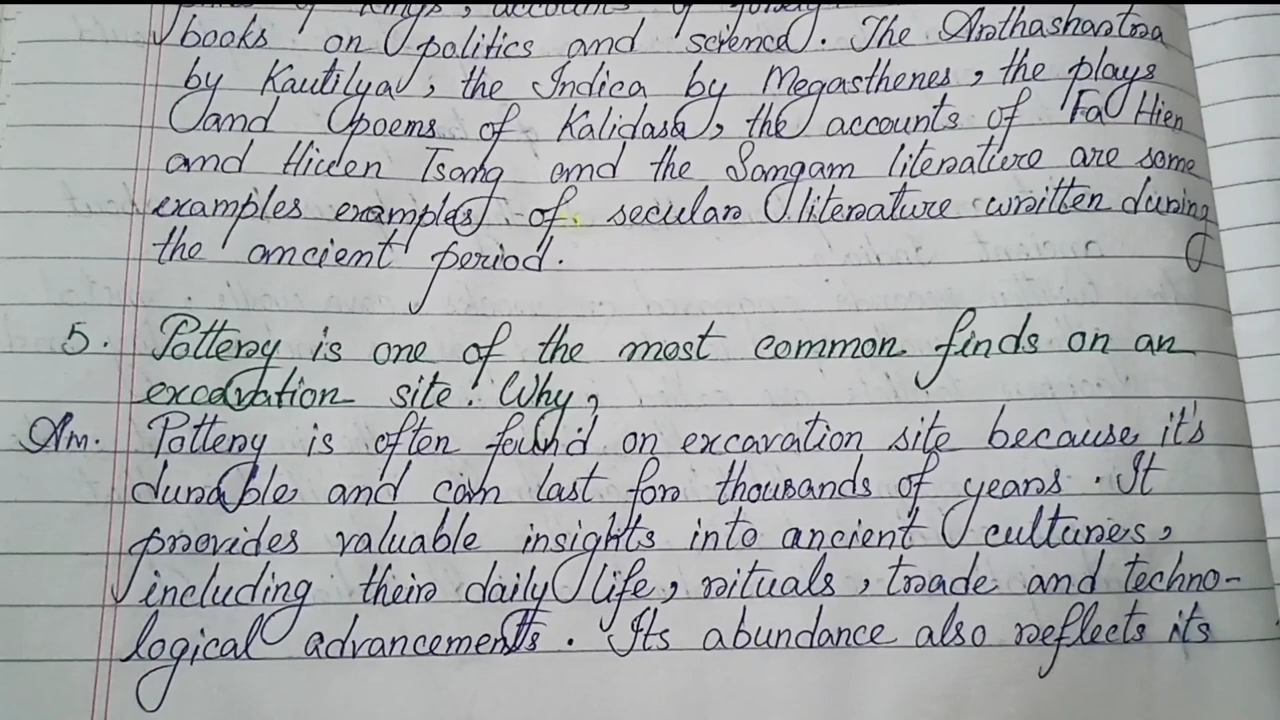 of Kings, accounts of
books on politics and science. The Arthashastra
by Kautilya, the Indica by Megasthenes, the plays
and poems of Kalidasa, the accounts of Fa Hien
and Hiuen Tsang and the Sangam literature are some
examples examples of secular literature written during
the ancient period.
5. Pottery is one of the most common finds on an
excavation site. Why?
Ans. Pottery is often found on excavation site because it's
durable and can last for thousands of years. It
provides valuable insights into ancient cultures,
including their daily life, rituals, trade and techno-
logical advancements. Its abundance also reflects its